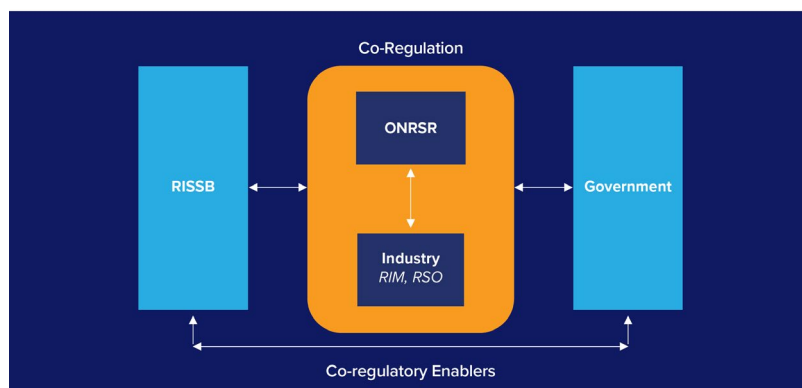 Co-Regulation
ONRSR
RISSB
Government
Industry
RIM, RSO
Co-regulatory Enablers